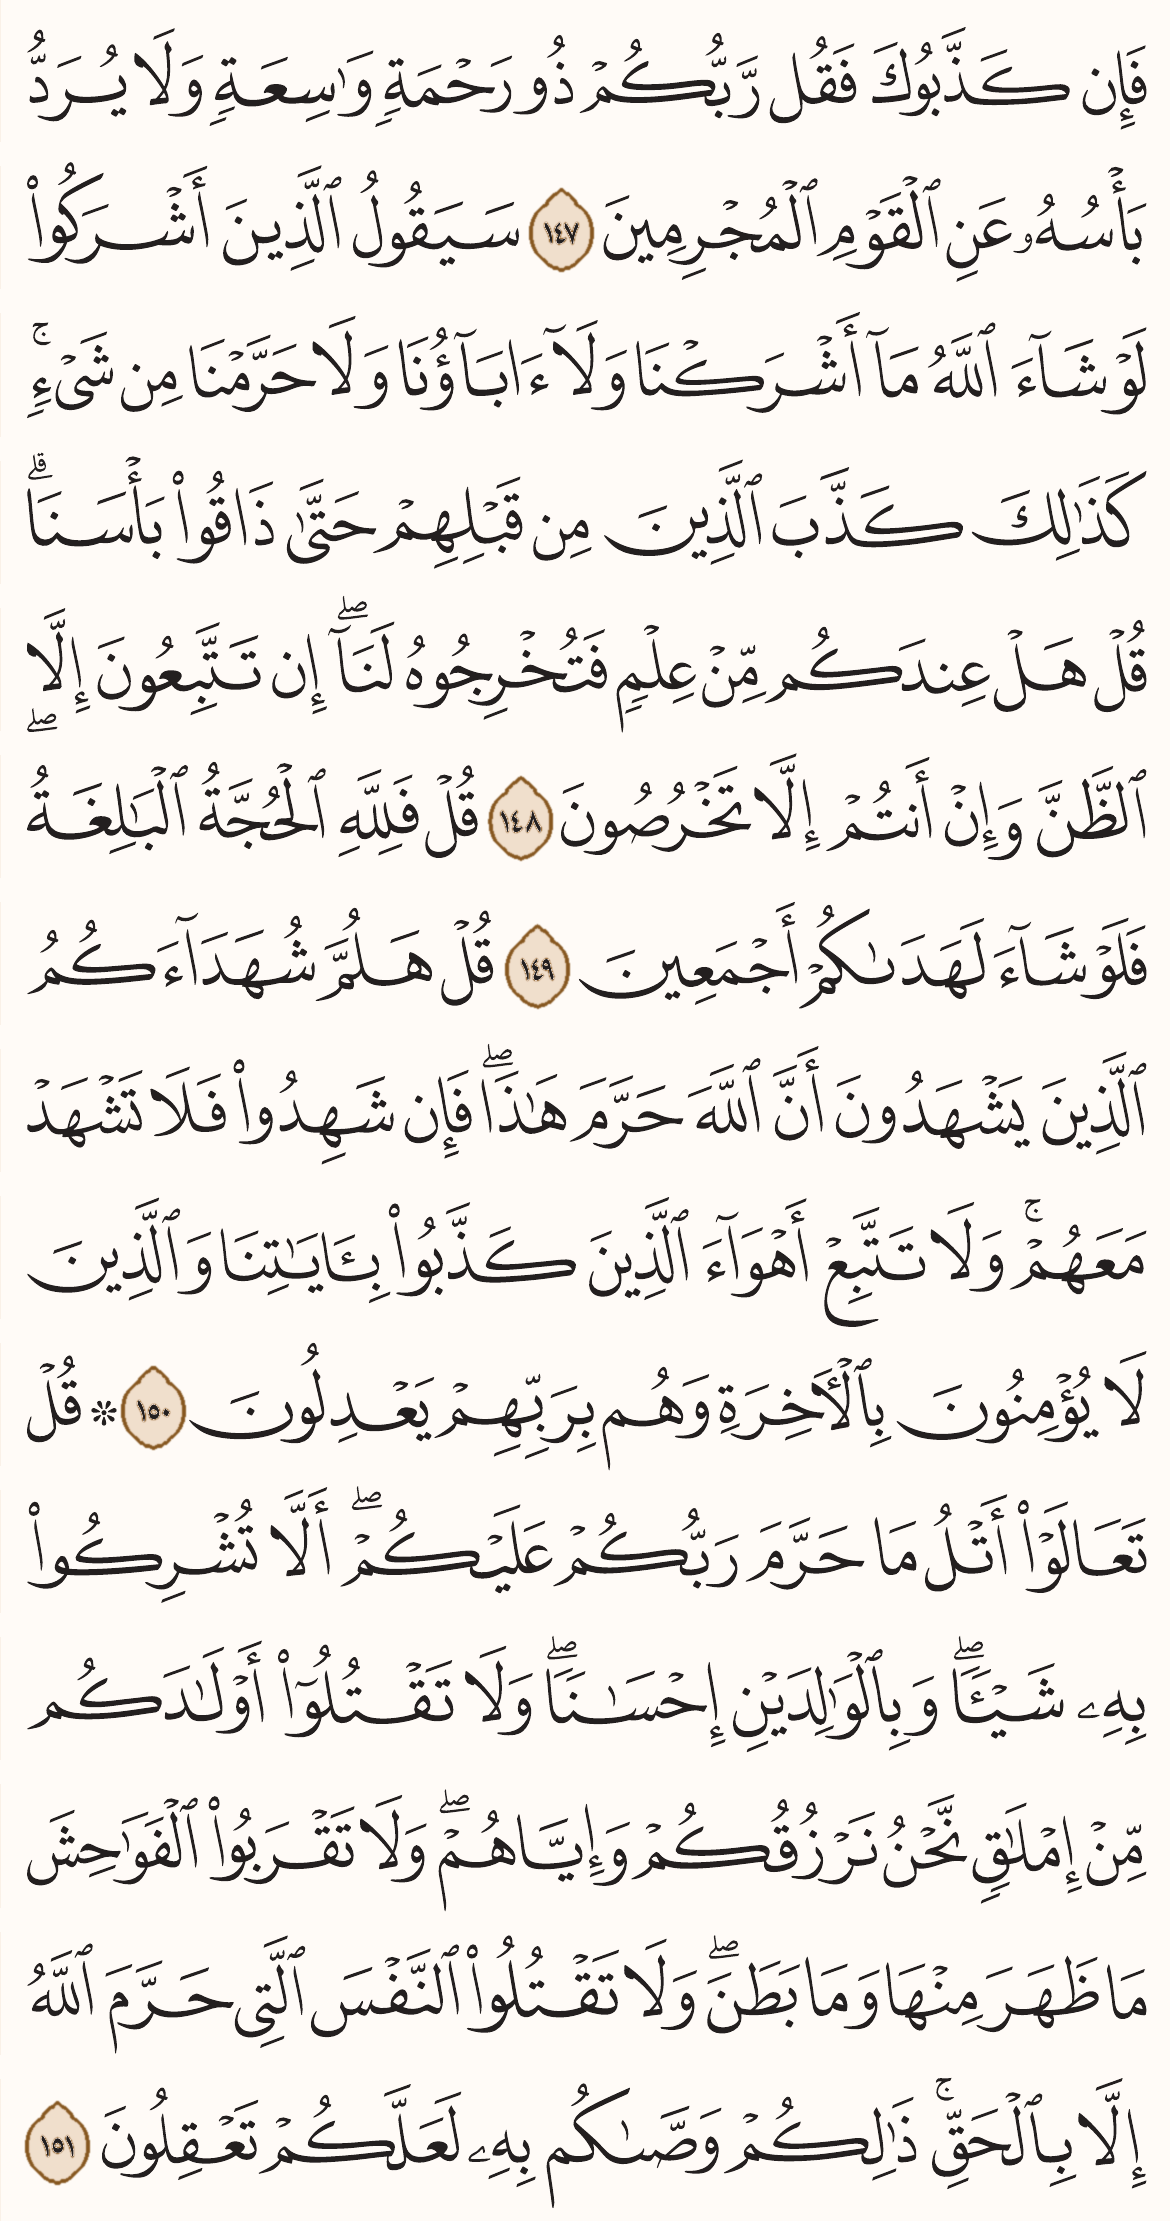 فَإِن كَذَّبُوكَ فَقُل رَّبُّكُمْ ذُو رَحْمَةٍ وَٰسِعَةٍ وَلَا يُرَدُّ
بَأْسُهُۥ عَنِ ٱلْقَوْمِ ٱلْمُجْرِمِينَ ١٤٧ سَيَقُولُ ٱلَّذِينَ أَشْرَكُوا۟
لَوْ شَآءَ ٱللَّهُ مَآ أَشْرَكْنَا وَلَآ ءَابَآؤُنَا وَلَا حَرَّمْنَا مِن شَىْءٍ ۚ
كَذَٰلِكَ كَذَّبَ ٱلَّذِينَ مِن قَبْلِهِمْ حَتَّىٰ ذَاقُوا۟ بَأْسَنَا ۗ
قُلْ هَلْ عِندَكُم مِّنْ عِلْمٍ فَتُخْرِجُوهُ لَنَآ ۖ إِن تَتَّبِعُونَ إِلَّا
ٱلظَّنَّ وَإِنْ أَنتُمْ إِلَّا تَخْرُصُونَ ١٤٨ قُلْ فَلِلَّهِ ٱلْحُجَّةُ ٱلْبَٰلِغَةُ ۖ
فَلَوْ شَآءَ لَهَدَىٰكُمْ أَجْمَعِينَ ١٤٩ قُلْ هَلُمَّ شُهَدَآءَكُمُ
ٱلَّذِينَ يَشْهَدُونَ أَنَّ ٱللَّهَ حَرَّمَ هَٰذَا ۖ فَإِن شَهِدُوا۟ فَلَا تَشْهَدْ
مَعَهُمْ ۚ وَلَا تَتَّبِعْ أَهْوَآءَ ٱلَّذِينَ كَذَّبُوا۟ بِـَٔايَٰتِنَا وَٱلَّذِينَ
لَا يُؤْمِنُونَ بِٱلْـَٔاخِرَةِ وَهُم بِرَبِّهِمْ يَعْدِلُونَ ١٥٠ ۞ قُلْ
تَعَالَوْا۟ أَتْلُ مَا حَرَّمَ رَبُّكُمْ عَلَيْكُمْ ۖ أَلَّا تُشْرِكُوا۟
بِهِۦ شَيْـًٔا ۖ وَبِٱلْوَٰلِدَيْنِ إِحْسَٰنًا ۖ وَلَا تَقْتُلُوٓا۟ أَوْلَٰدَكُم
مِّنْ إِمْلَٰقٍ نَّحْنُ نَرْزُقُكُمْ وَإِيَّاهُمْ ۖ وَلَا تَقْرَبُوا۟ ٱلْفَوَٰحِشَ
مَا ظَهَرَ مِنْهَا وَمَا بَطَنَ ۖ وَلَا تَقْتُلُوا۟ ٱلنَّفْسَ ٱلَّتِى حَرَّمَ ٱللَّهُ
إِلَّا بِٱلْحَقِّ ۚ ذَٰلِكُمْ وَصَّىٰكُم بِهِۦ لَعَلَّكُمْ تَعْقِلُونَ ١٥١